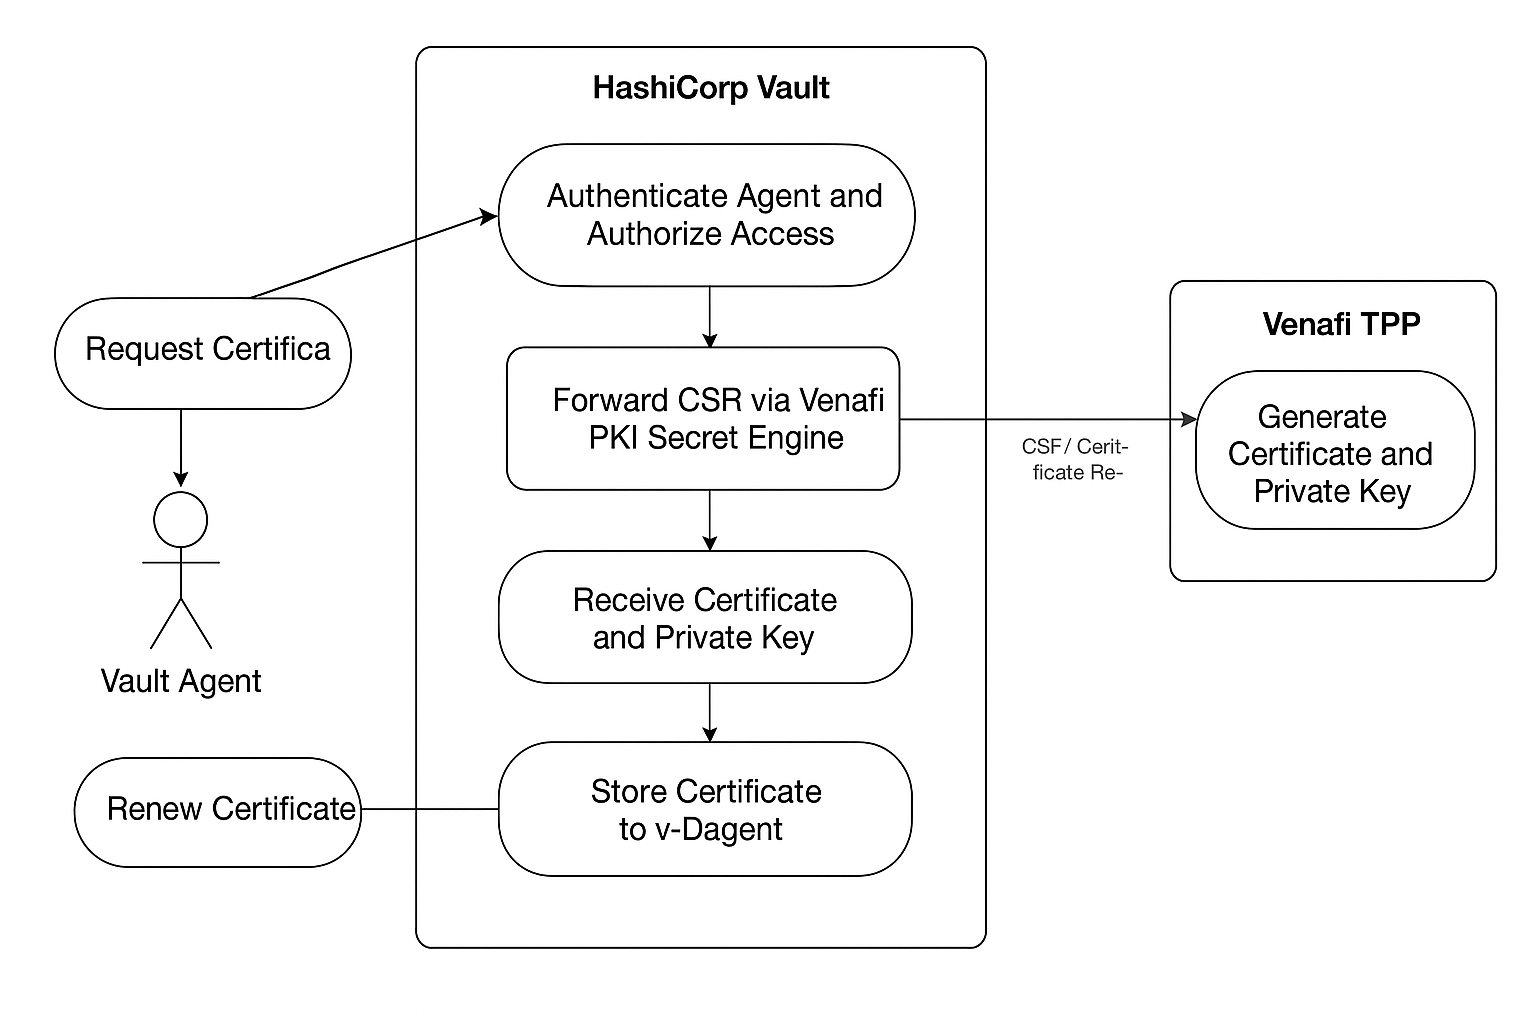 HashiCorp Vault
Authenticate Agent and
Authorize Access
Request Certifica
Forward CSR via Venafi
PKI Secret Engine
CSF/ Cerit-
ficate Re-
Venafi TPP
Generate
Certificate and
Private Key
Receive Certificate
and Private Key
Vault Agent
Renew Certificate
Store Certificate
to v-Dagent